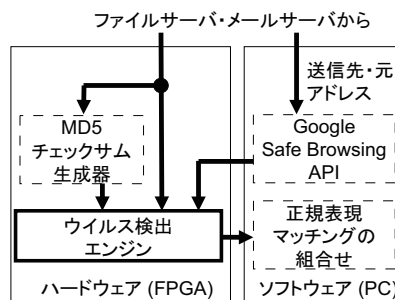 ファイルサーバ・メールサーバから
送信先・元
アドレス
MD5
チェックサム
生成器
Google
Safe Browsing
API
ウイルス検出
エンジン
正規表現
マッチングの
組合せ
ハードウェア (FPGA)
ソフトウェア (PC)